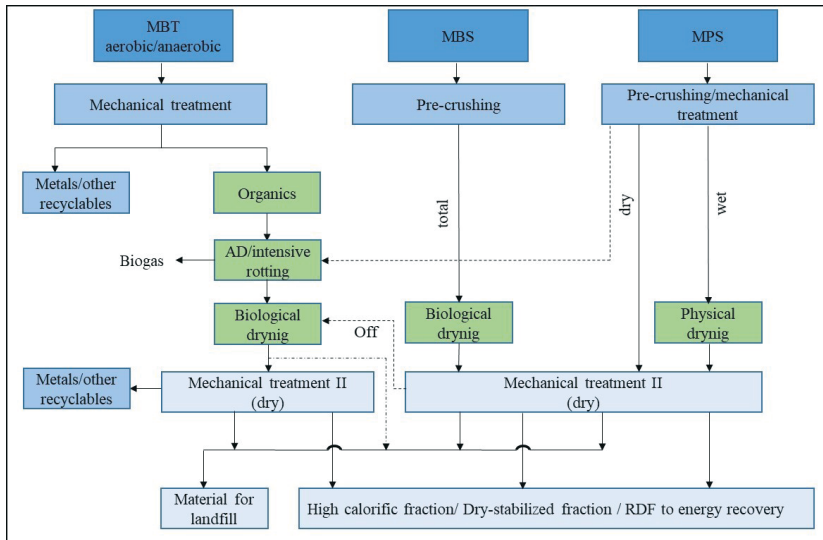 MBT
aerobic/anaerobic
MBS
MPS
Mechanical treatment
Pre-crushing
Pre-crushing/mechanical
treatment
Metals/other
recyclables
Organics
total
dry
wet
Biogas
AD/intensive
rotting
Biological
drynig
Off
Biological
drynig
Physical
drynig
Metals/other
recyclables
Mechanical treatment II
(dry)
Mechanical treatment II
(dry)
Material for
landfill
High calorific fraction/ Dry-stabilized fraction / RDF to energy recovery